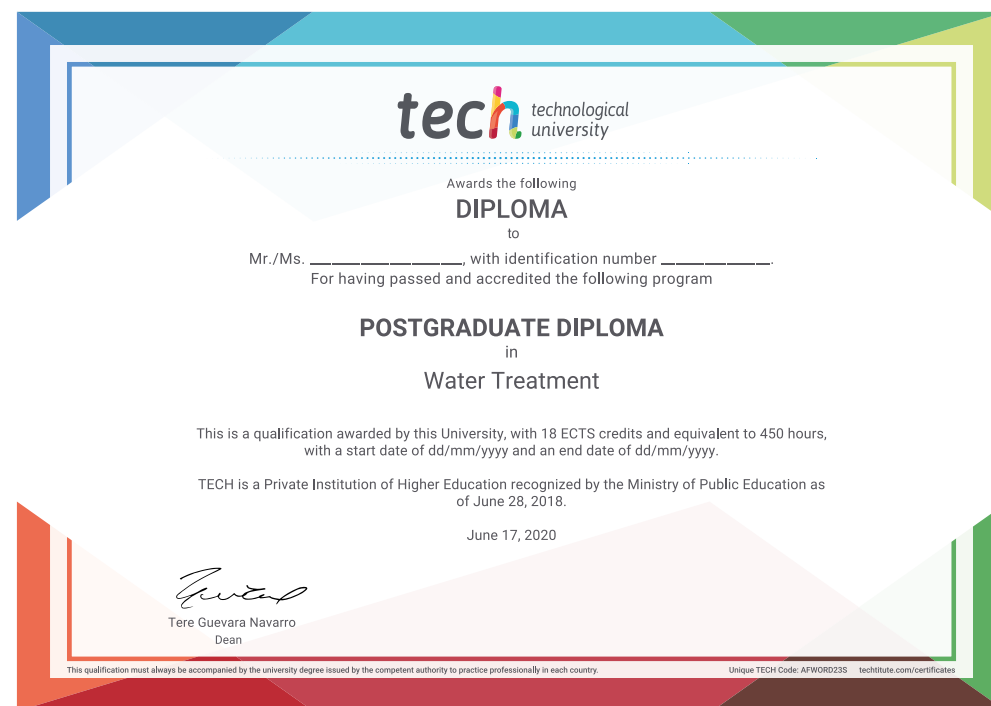 tech technological
university
Awards the following
DIPLOMA
to
Mr./Ms. ____________________, with identification number ______________.
For having passed and accredited the following program
POSTGRADUATE DIPLOMA
in
Water Treatment
This is a qualification awarded by this University, with 18 ECTS credits and equivalent to 450 hours,
with a start date of dd/mm/yyyy and an end date of dd/mm/yyyy.
TECH is a Private Institution of Higher Education recognized by the Ministry of Public Education as
of June 28, 2018.
June 17, 2020
Tere Guevara Navarro
Dean
This qualification must always be accompanied by the university degree issued by the competent authority to practice professionally in each country.
Unique TECH Code: AFWORD23S techtitute.com/certificates